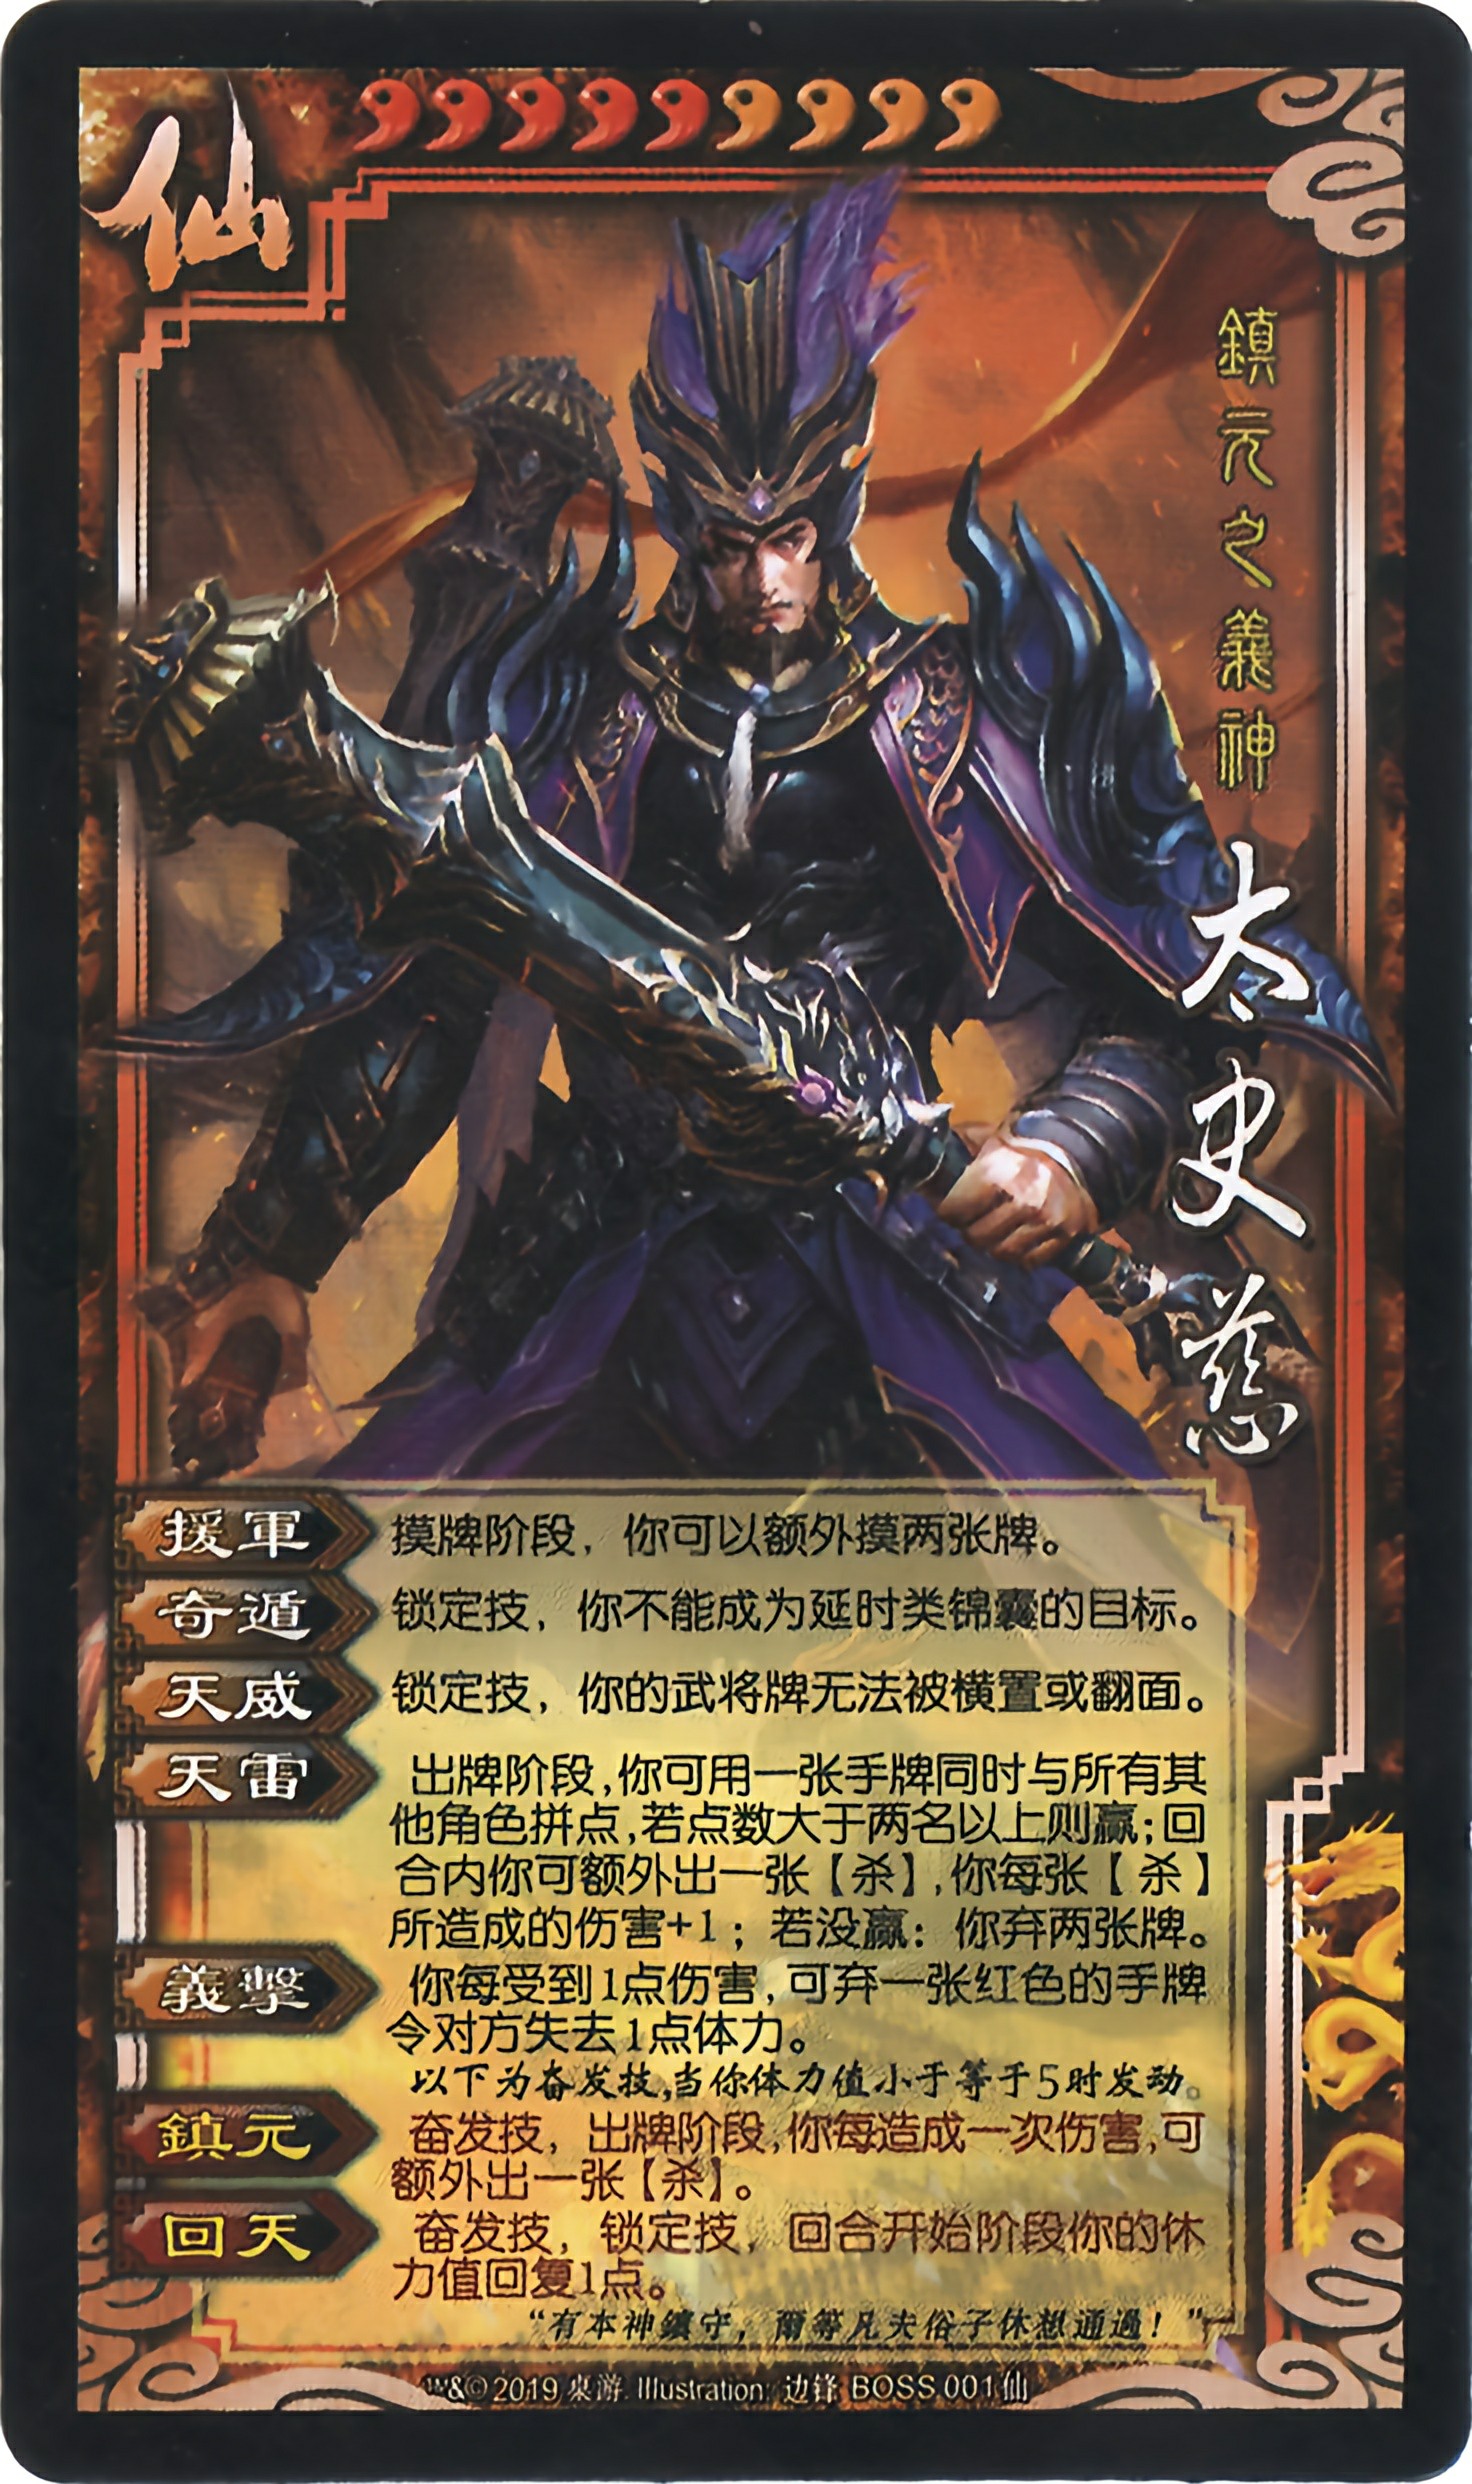 仙
鎮元之義神
太史慈
援軍
摸牌阶段，你可以额外摸两张牌。
奇遁
锁定技，你不能成为延时类锦囊的目标。
天威
锁定技，你的武将牌无法被横置或翻面。
天雷
出牌阶段,你可用一张手牌同时与所有其
他角色拼点,若点数大于两名以上则赢;回
合内你可额外出一张【杀】,你每张【杀】
所造成的伤害+1；若没赢：你弃两张牌。
義擊
你每受到1点伤害,可弃一张红色的手牌
令对方失去1点体力。
以下为奋发技,当你体力值小于等于5时发动。
鎮元
奋发技，出牌阶段,你每造成一次伤害,可
额外出一张【杀】。
回天
奋发技，锁定技，回合开始阶段你的体
力值回复1点。
“有本神鎮守，爾等凡夫俗子休想通過！”
™&© 2019 桌游. Illustration: 边锋 BOSS 001 仙